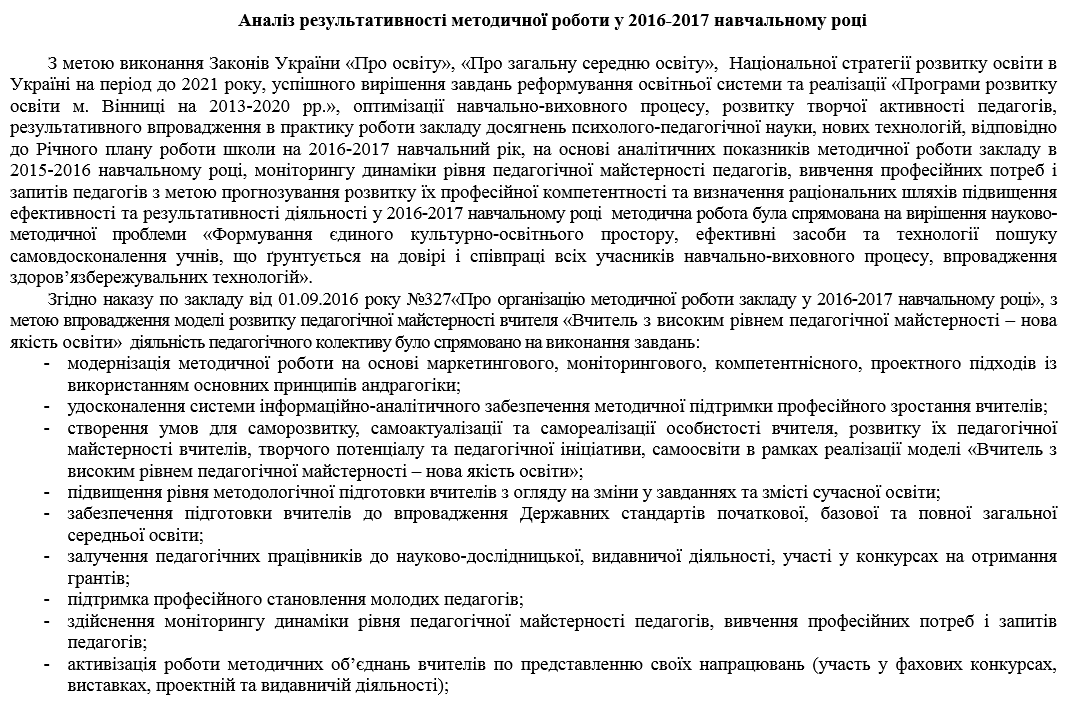 Аналіз результативності методичної роботи у 2016-2017 навчальному році
З метою виконання Законів України «Про освіту», «Про загальну середню освіту», Національної стратегії розвитку освіти в
Україні на період до 2021 року, успішного вирішення завдань реформування освітньої системи та реалізації «Програми розвитку
освіти м. Вінниці на 2013-2020 рр.», оптимізації навчально-виховного процесу, розвитку творчої активності педагогів,
результативного впровадження в практику роботи закладу досягнень психолого-педагогічної науки, нових технологій, відповідно
до Річного плану роботи школи на 2016-2017 навчальний рік, на основі аналітичних показників методичної роботи закладу в
2015-2016 навчальному році, моніторингу динаміки рівня педагогічної майстерності педагогів, вивчення професійних потреб і
запитів педагогів з метою прогнозування розвитку їх професійної компетентності та визначення раціональних шляхів підвищення
ефективності та результативності діяльності у 2016-2017 навчальному році методична робота була спрямована на вирішення науково-
методичної проблеми «Формування єдиного культурно-освітнього простору, ефективні засоби та технології пошуку
самовдосконалення учнів, що ґрунтується на довірі і співпраці всіх учасників навчально-виховного процесу, впровадження
здоров’язбережувальних технологій».
Згідно наказу по закладу від 01.09.2016 року №327«Про організацію методичної роботи закладу у 2016-2017 навчальному році», з
метою впровадження моделі розвитку педагогічної майстерності вчителя «Вчитель з високим рівнем педагогічної майстерності – нова
якість освіти» діяльність педагогічного колективу було спрямовано на виконання завдань:
- модернізація методичної роботи на основі маркетингового, моніторингового, компетентнісного, проектного підходів із
використанням основних принципів андрагогіки;
- удосконалення системи інформаційно-аналітичного забезпечення методичної підтримки професійного зростання вчителів;
- створення умов для саморозвитку, самоактуалізації та самореалізації особистості вчителя, розвитку їх педагогічної
майстерності вчителів, творчого потенціалу та педагогічної ініціативи, самоосвіти в рамках реалізації моделі «Вчитель з
високим рівнем педагогічної майстерності – нова якість освіти»;
- підвищення рівня методологічної підготовки вчителів з огляду на зміни у завданнях та змісті сучасної освіти;
- забезпечення підготовки вчителів до впровадження Державних стандартів початкової, базової та повної загальної
середньої освіти;
- залучення педагогічних працівників до науково-дослідницької, видавничої діяльності, участі у конкурсах на отримання
грантів;
- підтримка професійного становлення молодих педагогів;
- здійснення моніторингу динаміки рівня педагогічної майстерності педагогів, вивчення професійних потреб і запитів
педагогів;
- активізація роботи методичних об’єднань вчителів по представленню своїх напрацювань (участь у фахових конкурсах,
виставках, проектній та видавничій діяльності);